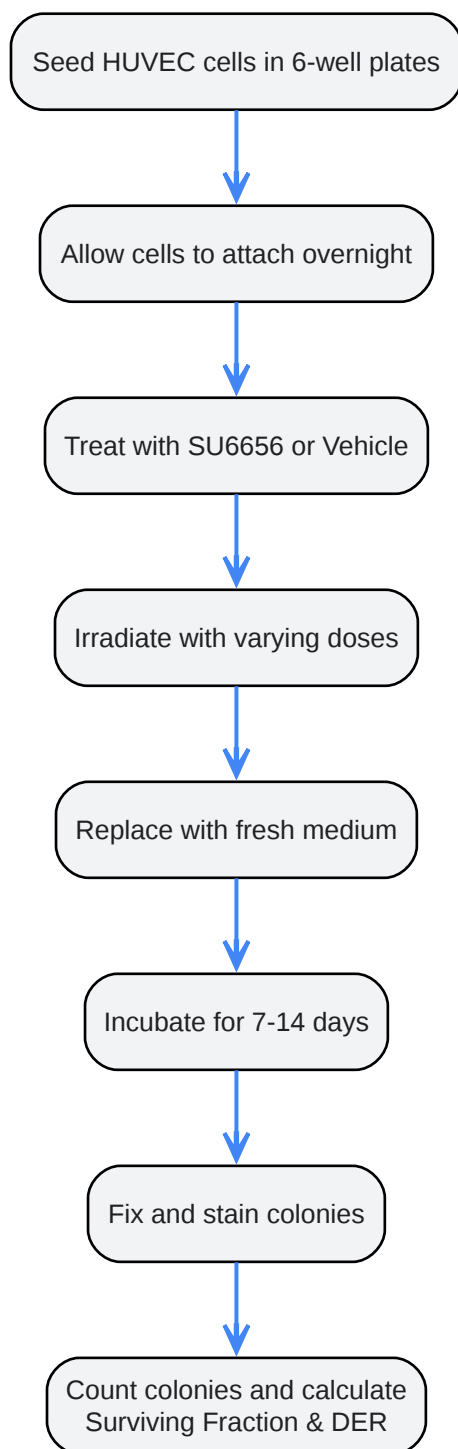 Seed HUVEC cells in 6-well plates
Allow cells to attach overnight
Treat with SU6656 or Vehicle
Irradiate with varying doses
Replace with fresh medium
Incubate for 7-14 days
Fix and stain colonies
Count colonies and calculate
Surviving Fraction & DER